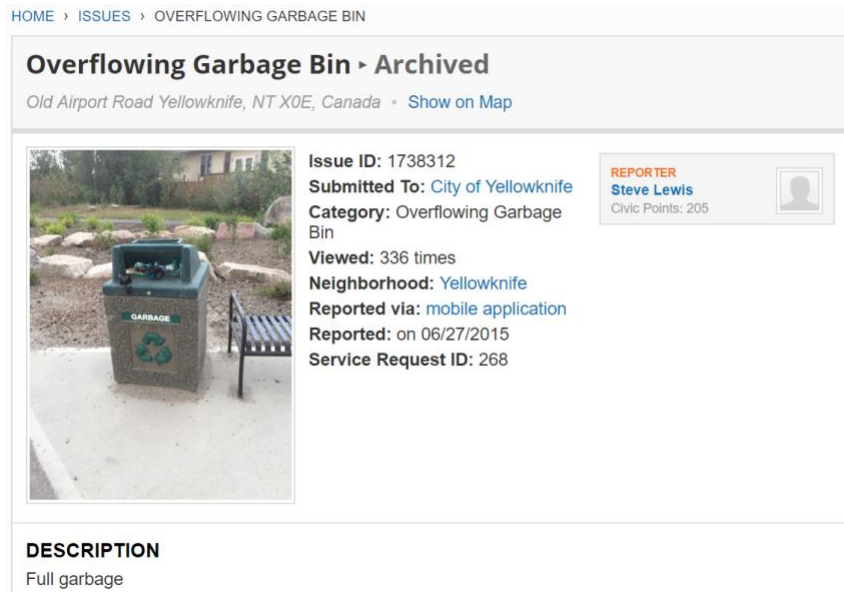 HOME › ISSUES › OVERFLOWING GARBAGE BIN
Overflowing Garbage Bin ▸ Archived
Old Airport Road Yellowknife, NT X0E, Canada • Show on Map
Issue ID: 1738312
Submitted To: City of Yellowknife
Category: Overflowing Garbage
Bin
Viewed: 336 times
Neighborhood: Yellowknife
Reported via: mobile application
Reported: on 06/27/2015
Service Request ID: 268
REPORTER
Steve Lewis
Civic Points: 205
GARBAGE
DESCRIPTION
Full garbage